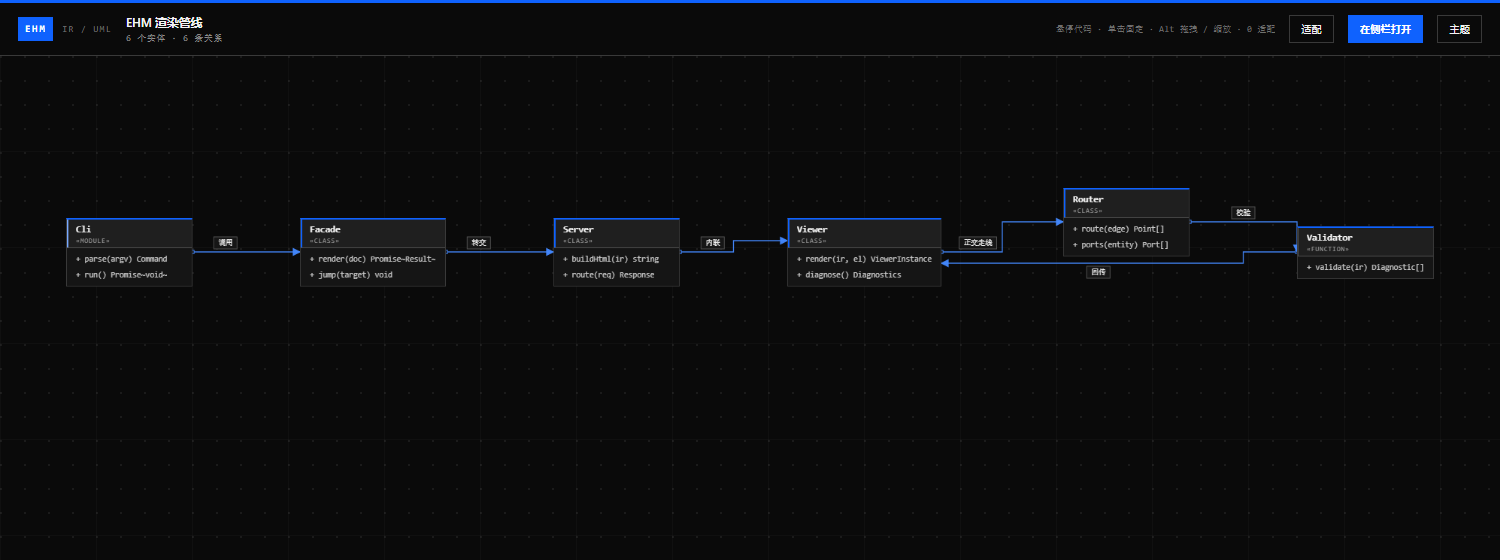 EHM
IR / UML
EHM 渲染管线
6 个实体 · 6 条关系
悬停代码 · 单击固定 · Alt 拖拽 / 缩放 · 0 适配
适配
在侧栏打开
主题
Cli
«MODULE»
+ parse(argv) Command
+ run() Promise~void~
调用
Facade
«CLASS»
+ render(doc) Promise~Result~
+ jump(target) void
转交
Server
«CLASS»
+ buildHtml(ir) string
+ route(req) Response
内联
Viewer
«CLASS»
+ render(ir, el) ViewerInstance
+ diagnose() Diagnostics
正交走线
Router
«CLASS»
+ route(edge) Point[]
+ ports(entity) Port[]
校验
回传
Validator
«FUNCTION»
+ validate(ir) Diagnostic[]